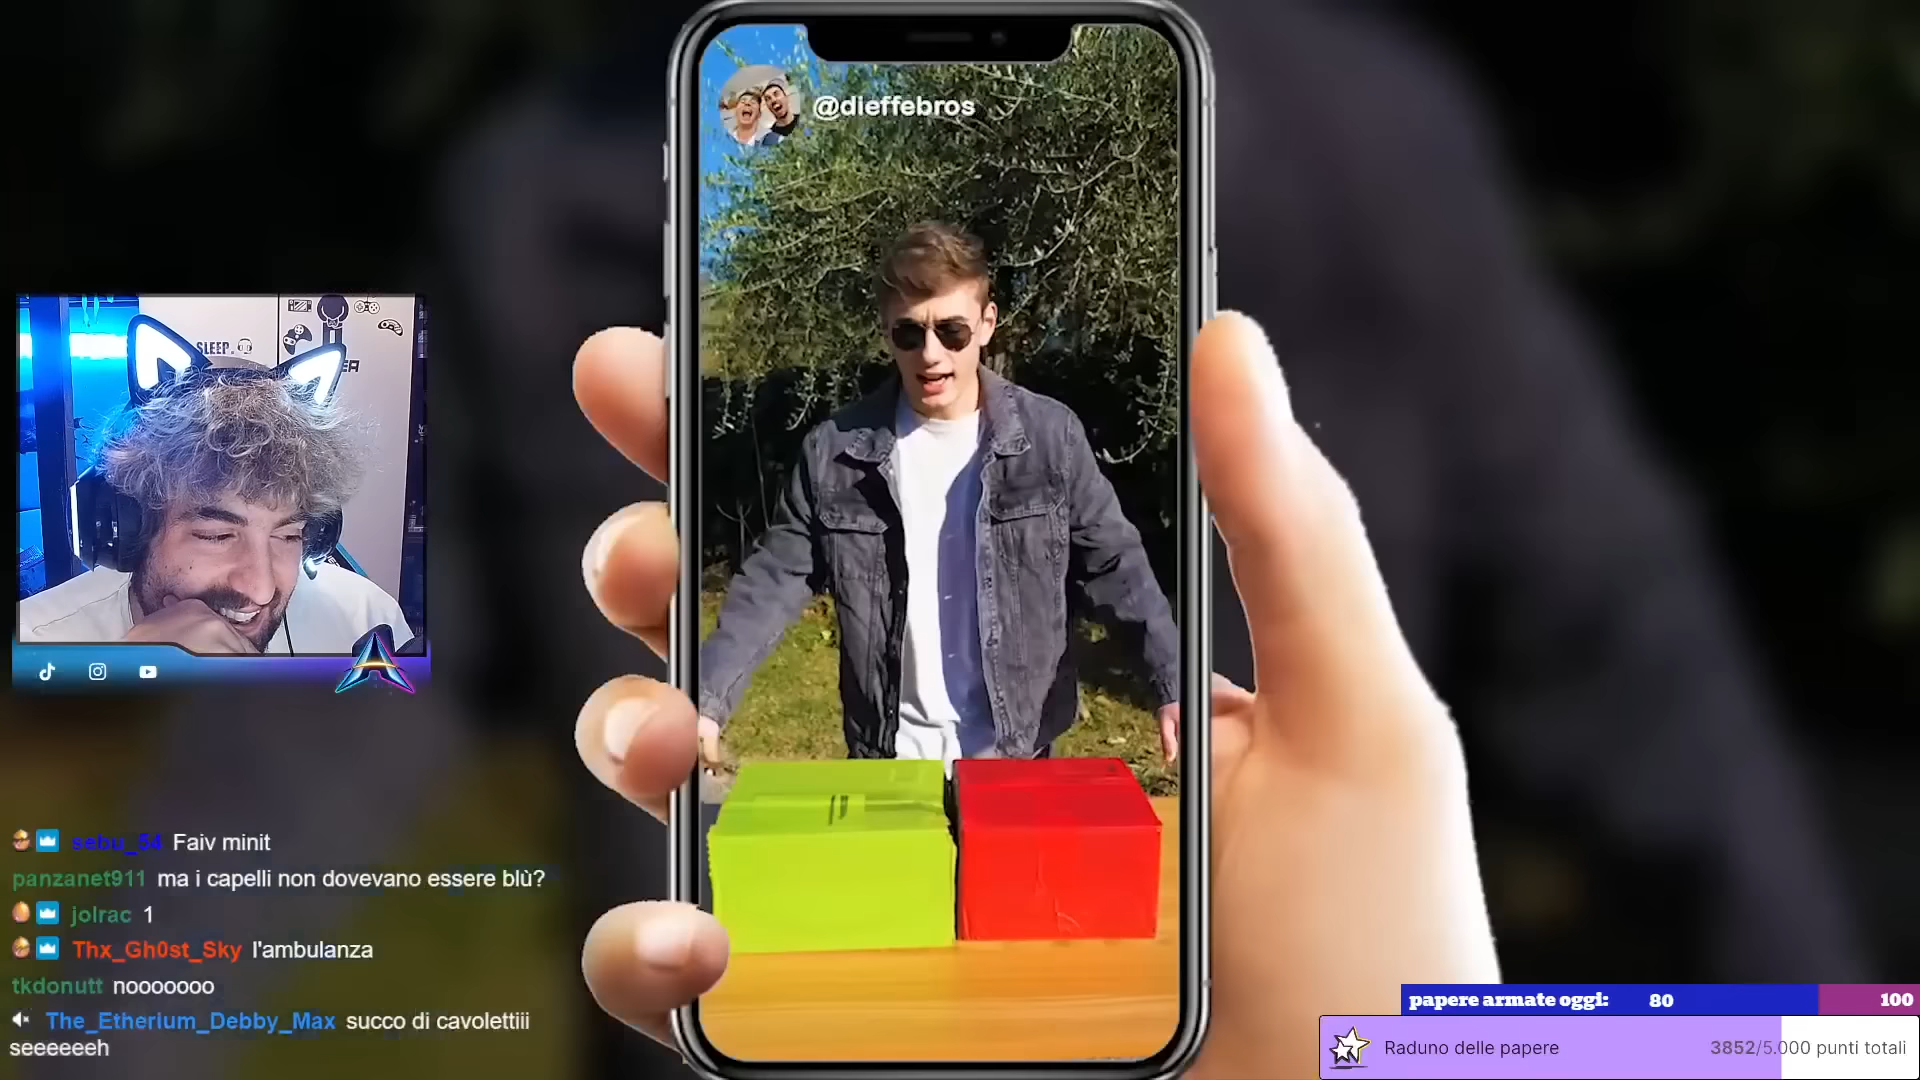 @dieffebros
SLEEP.
sebu_54 Faiv minit
panzanet911 ma i capelli non dovevano essere blù?
jolrac 1
Thx_Gh0st_Sky l'ambulanza
tkdonutt nooooooo
The_Etherium_Debby_Max succo di cavolettiii
seeeeeeh
papere armate oggi: 80 100
Raduno delle papere 3852/5.000 punti totali